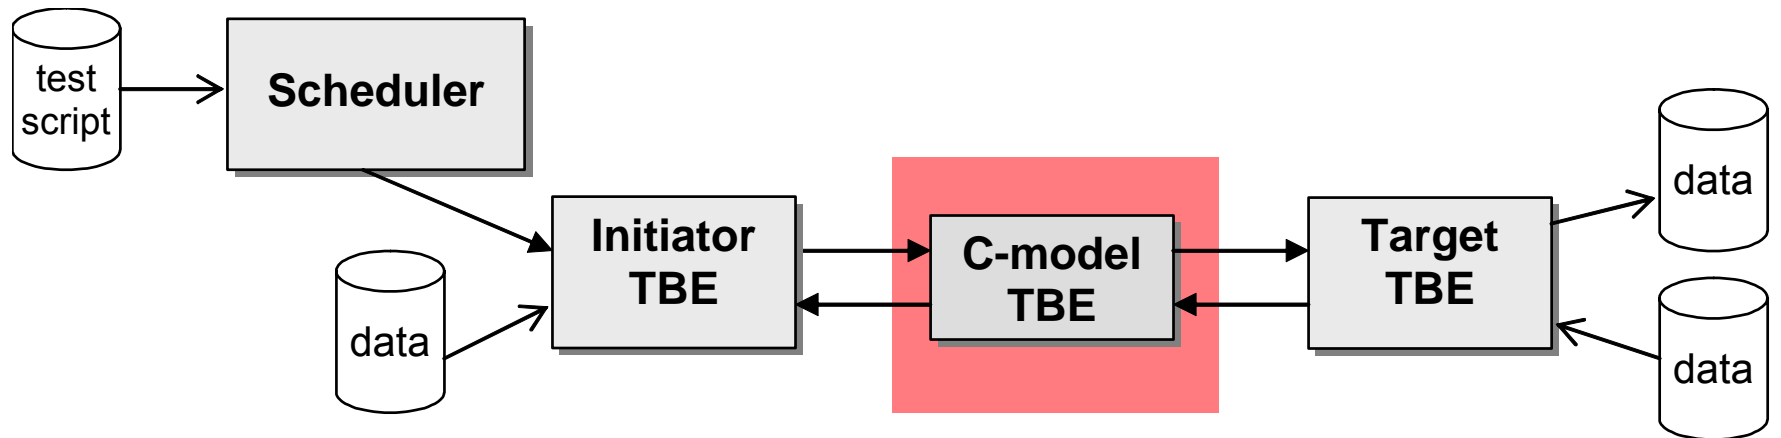 test
script
Scheduler
Initiator
TBE
data
C-model
TBE
Target
TBE
data
data